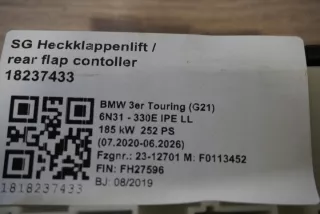 SG Heckklappenlift /
rear flap contoller
18237433
BMW 3er Touring (G21)
6N31 - 330E IPE LL
185 kW 252 PS
(07.2020-06.2026)
Fzgnr.: 23-12701 M: F0113452
FIN: FH27596
BJ: 08/2019
1818237433